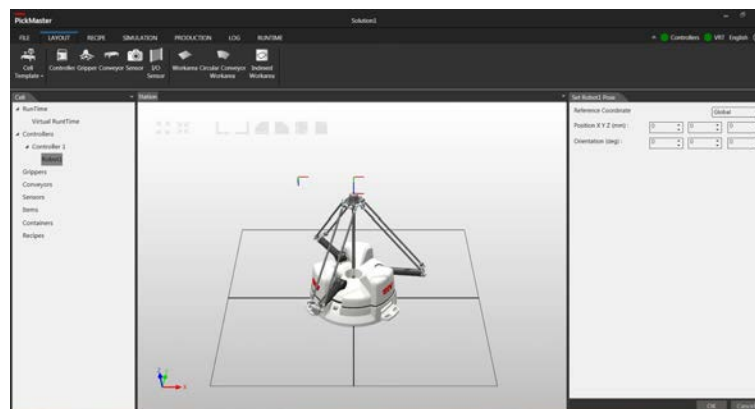 PickMaster
Solution1
FILE LAYOUT RECIPE SIMULATION PRODUCTION LOG RUNTIME
Controllers VRT English
Cell Template
Controller Gripper Conveyor Sensor I/O Sensor Workarea Circular Conveyor Workarea Indexed Workarea
Cell
RunTime
Virtual RunTime
Controllers
Controller 1
Robot1
Grippers
Conveyors
Sensors
Items
Containers
Recipes
Station
X
Set Robot1 Pose
Reference Coordinate Global
Position X Y Z (mm) : 0 0 0
Orientation (deg) : 0 0 0
OK Cancel